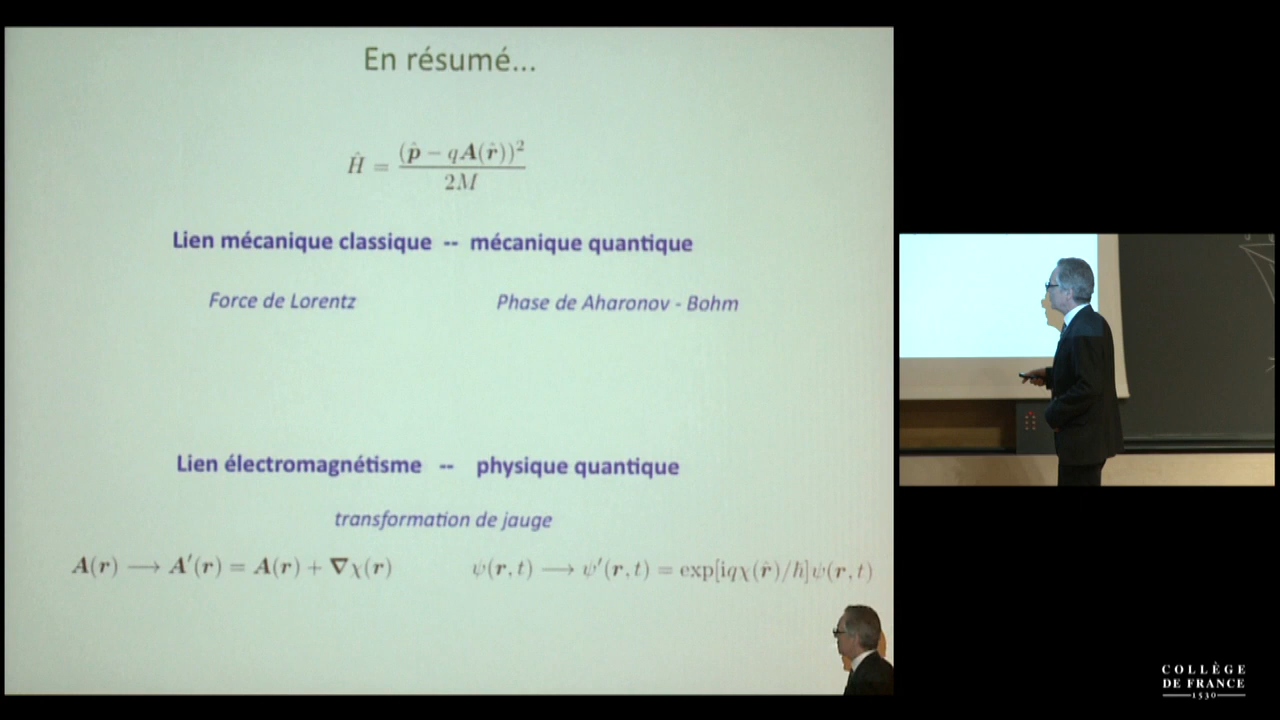 En résumé...
Ĥ = (p̂ − qA(r̂))² / 2M
Lien mécanique classique -- mécanique quantique
Force de Lorentz Phase de Aharonov - Bohm
Lien électromagnétisme -- physique quantique
transformation de jauge
A(r) ⟶ A′(r) = A(r) + ∇χ(r) ψ(r, t) ⟶ ψ′(r, t) = exp[iqχ(r̂)/ħ]ψ(r, t)
COLLÈGE
DE FRANCE
1530